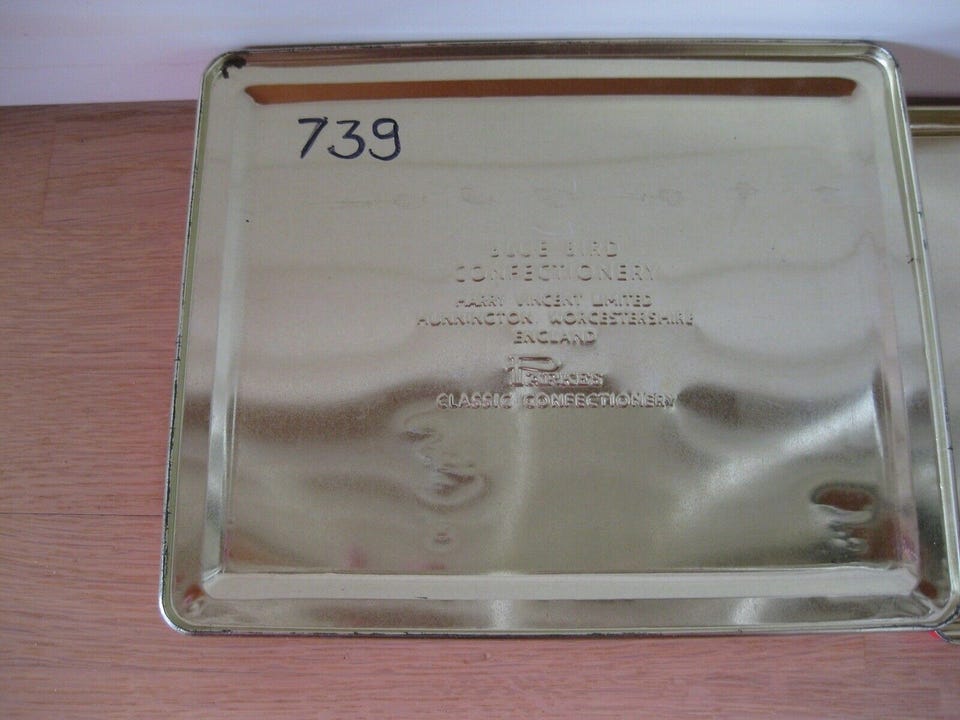 739
BLUE BIRD
CONFECTIONERY
HARRY VINCENT LIMITED
HUNNINGTON WORCESTERSHIRE
ENGLAND
PARKES
CLASSIC CONFECTIONERY